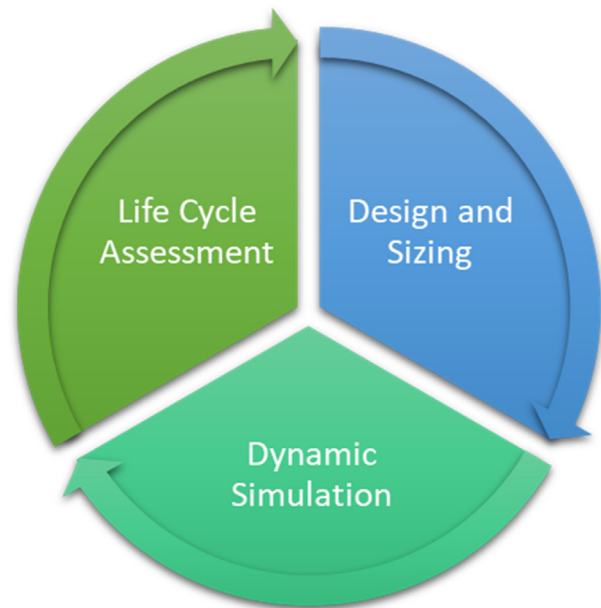 Life Cycle
Assessment
Design and
Sizing
Dynamic
Simulation